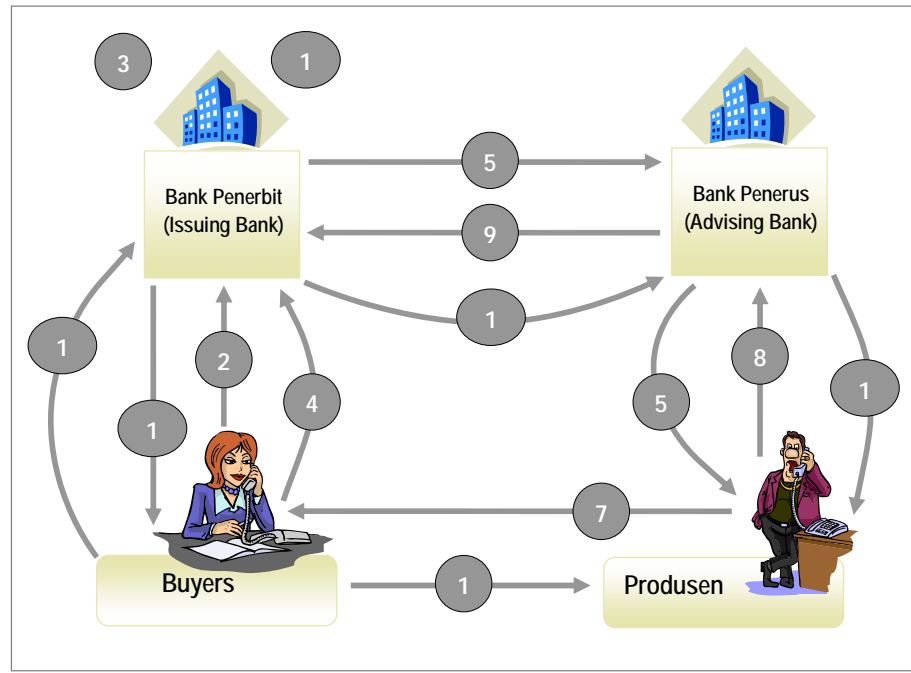 3
1
5
Bank Penerbit
(Issuing Bank)
Bank Penerus
(Advising Bank)
9
1
1
2
8
4
5
1
1
7
Buyers
1
Produsen